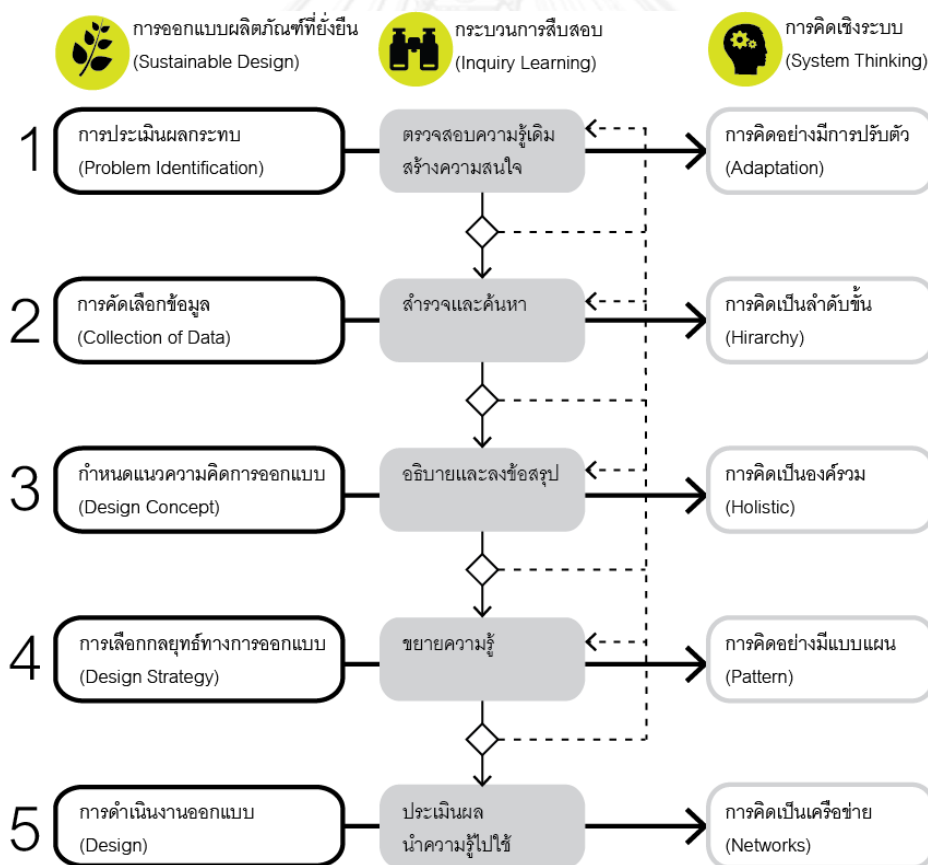 การออกแบบผลิตภัณฑ์ที่ยั่งยืน
(Sustainable Design)
กระบวนการสืบสอบ
(Inquiry Learning)
การคิดเชิงระบบ
(System Thinking)
1
การประเมินผลกระทบ
(Problem Identification)
ตรวจสอบความรู้เดิม
สร้างความสนใจ
การคิดอย่างมีการปรับตัว
(Adaptation)
2
การคัดเลือกข้อมูล
(Collection of Data)
สำรวจและค้นหา
การคิดเป็นลำดับขั้น
(Hirarchy)
3
กำหนดแนวความคิดการออกแบบ
(Design Concept)
อธิบายและลงข้อสรุป
การคิดเป็นองค์รวม
(Holistic)
4
การเลือกกลยุทธ์ทางการออกแบบ
(Design Strategy)
ขยายความรู้
การคิดอย่างมีแบบแผน
(Pattern)
5
การดำเนินงานออกแบบ
(Design)
ประเมินผล
นำความรู้ไปใช้
การคิดเป็นเครือข่าย
(Networks)